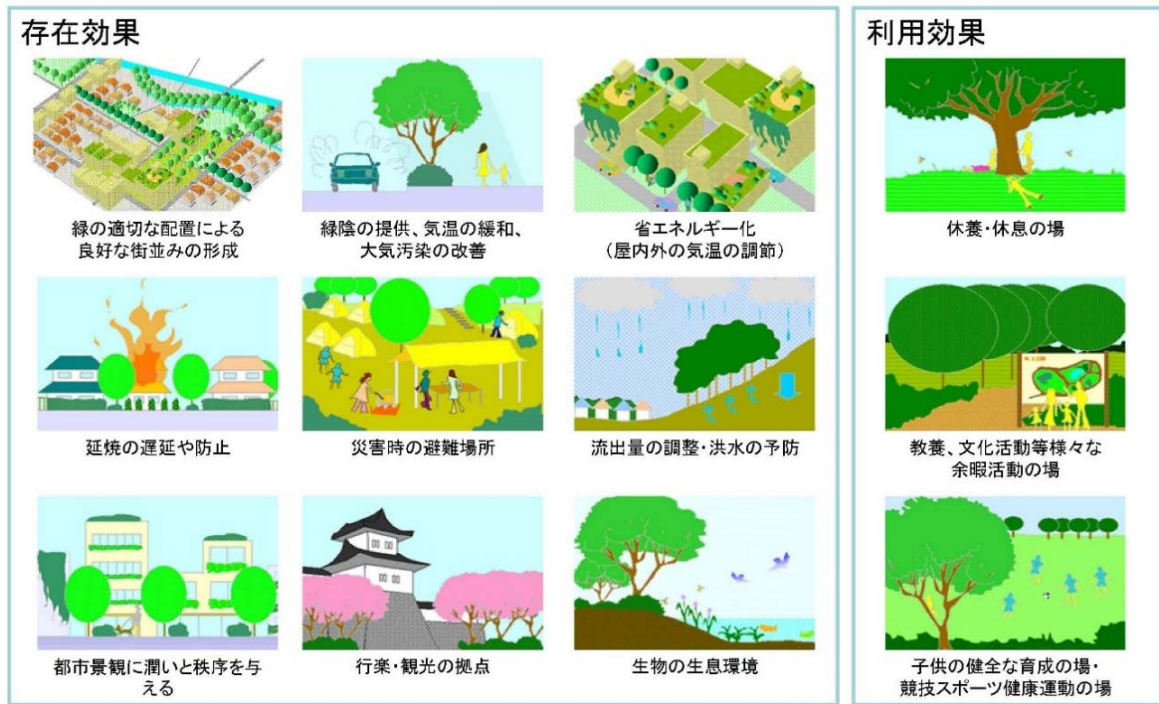 存在効果
緑の適切な配置による
良好な街並みの形成
緑陰の提供、気温の緩和、
大気汚染の改善
省エネルギー化
(屋内外の気温の調節)
延焼の遅延や防止
災害時の避難場所
流出量の調整・洪水の予防
都市景観に潤いと秩序を与
える
行楽・観光の拠点
生物の生息環境
利用効果
休養・休息の場
教養、文化活動等様々な
余暇活動の場
子供の健全な育成の場・
競技スポーツ健康運動の場